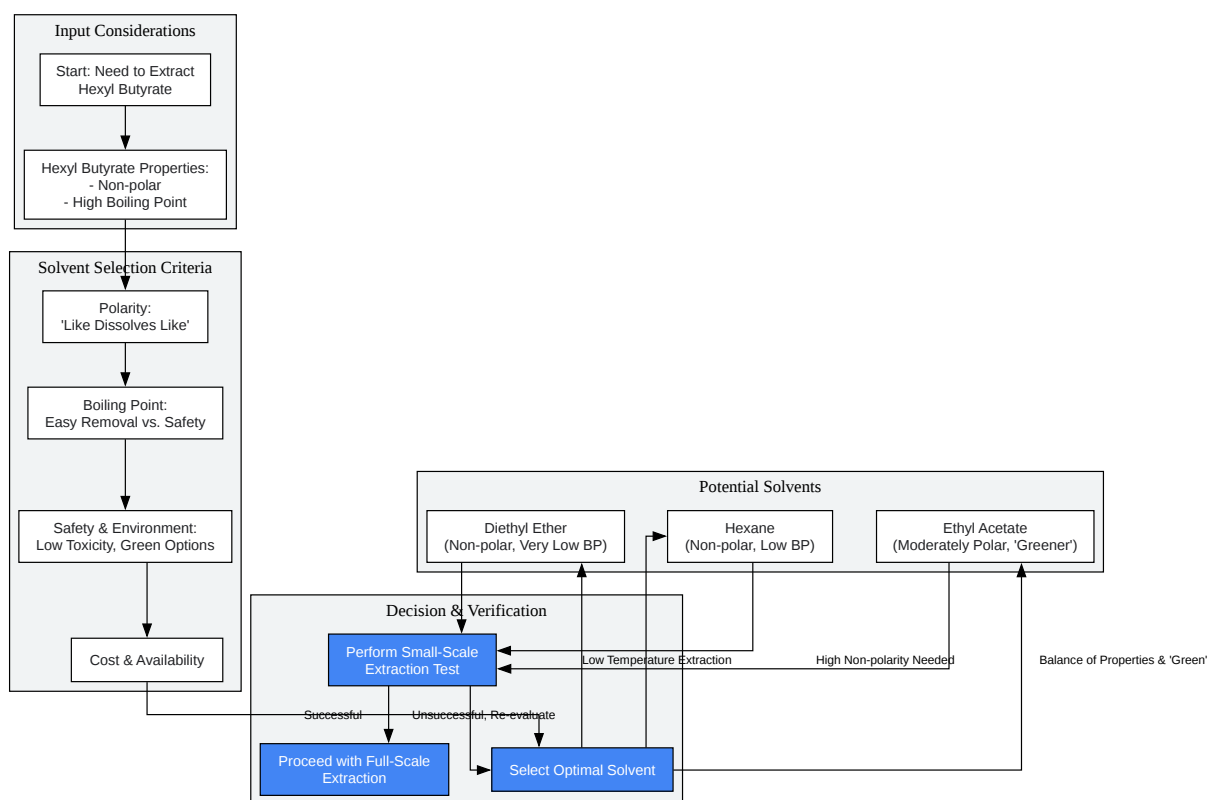 Input Considerations
Start: Need to Extract
Hexyl Butyrate
Hexyl Butyrate Properties:
- Non-polar
- High Boiling Point
Solvent Selection Criteria
Polarity:
'Like Dissolves Like'
Boiling Point:
Easy Removal vs. Safety
Safety & Environment:
Low Toxicity, Green Options
Cost & Availability
Potential Solvents
Diethyl Ether
(Non-polar, Very Low BP)
Hexane
(Non-polar, Low BP)
Ethyl Acetate
(Moderately Polar, 'Greener')
Decision & Verification
Perform Small-Scale
Extraction Test
Low Temperature Extraction
High Non-polarity Needed
Balance of Properties & 'Green'
Successful
Unsuccessful, Re-evaluate
Proceed with Full-Scale
Extraction
Select Optimal Solvent